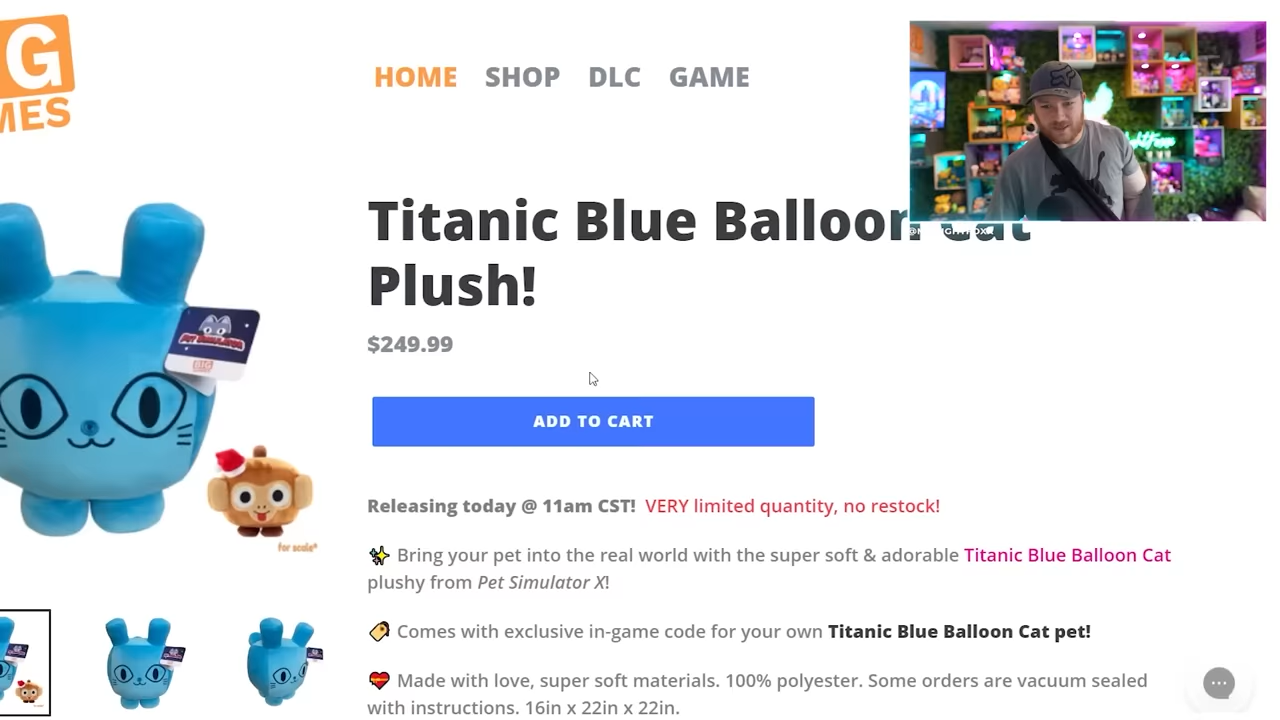 G
MES
HOME SHOP DLC GAME
Titanic Blue Balloon Cat
Plush!
$249.99
ADD TO CART
Releasing today @ 11am CST! VERY limited quantity, no restock!
✨ Bring your pet into the real world with the super soft & adorable Titanic Blue Balloon Cat
plushy from Pet Simulator X!
Comes with exclusive in-game code for your own Titanic Blue Balloon Cat pet!
Made with love, super soft materials. 100% polyester. Some orders are vacuum sealed
with instructions. 16in x 22in x 22in.
PET SIMULATOR
BIG
for scale*